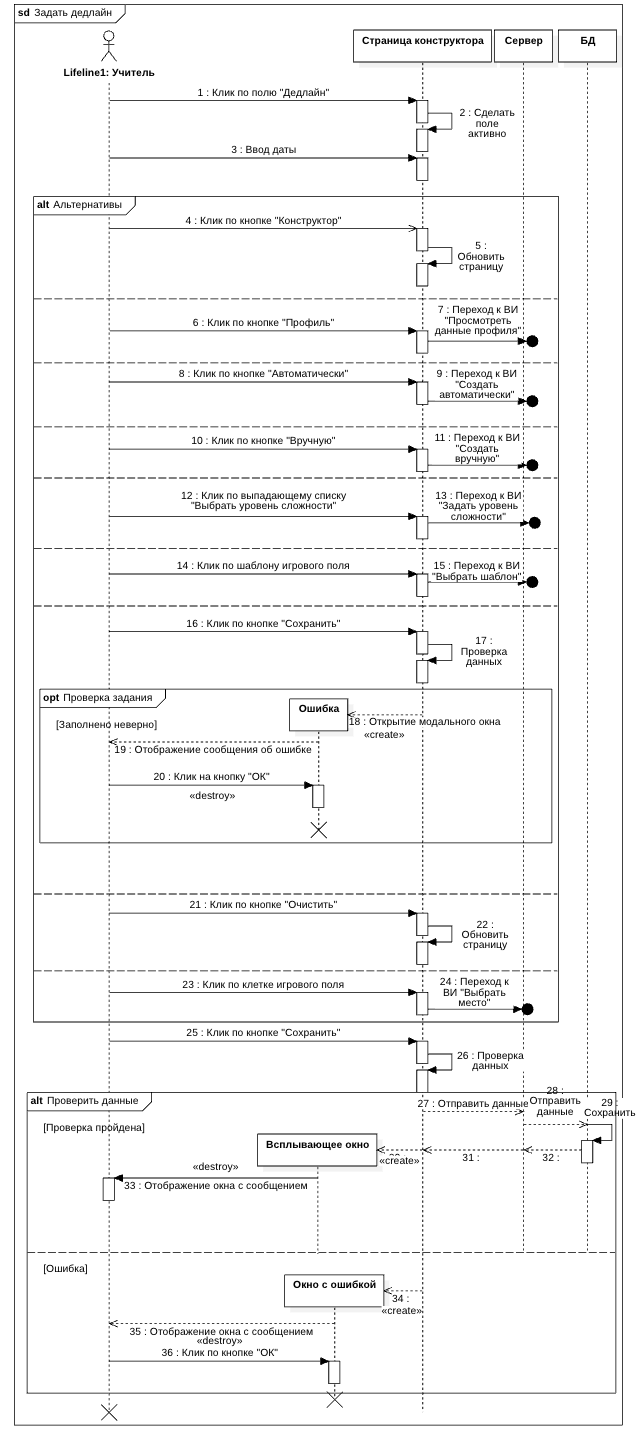 sd Задать дедлайн
Lifeline1: Учитель
Страница конструктора
Сервер
БД
1 : Клик по полю "Дедлайн"
2 : Сделать
поле
активно
3 : Ввод даты
alt Альтернативы
4 : Клик по кнопке "Конструктор"
5 :
Обновить
страницу
6 : Клик по кнопке "Профиль"
7 : Переход к ВИ
"Просмотреть
данные профиля"
8 : Клик по кнопке "Автоматически"
9 : Переход к ВИ
"Создать
автоматически"
10 : Клик по кнопке "Вручную"
11 : Переход к ВИ
"Создать
вручную"
12 : Клик по выпадающему списку
"Выбрать уровень сложности"
13 : Переход к ВИ
"Задать уровень
сложности"
14 : Клик по шаблону игрового поля
15 : Переход к ВИ
"Выбрать шаблон"
16 : Клик по кнопке "Сохранить"
17 :
Проверка
данных
opt Проверка задания
[Заполнено неверно]
Ошибка
18 : Открытие модального окна
«create»
19 : Отображение сообщения об ошибке
20 : Клик на кнопку "ОК"
«destroy»
21 : Клик по кнопке "Очистить"
22 :
Обновить
страницу
23 : Клик по клетке игрового поля
24 : Переход к
ВИ "Выбрать
место"
25 : Клик по кнопке "Сохранить"
26 : Проверка
данных
alt Проверить данные
[Проверка пройдена]
27 : Отправить данные
28 :
Отправить
данные
29 :
Сохранить
Всплывающее окно
«create»
31 :
32 :
«destroy»
33 : Отображение окна с сообщением
[Ошибка]
Окно с ошибкой
34 :
«create»
35 : Отображение окна с сообщением
«destroy»
36 : Клик по кнопке "ОК"